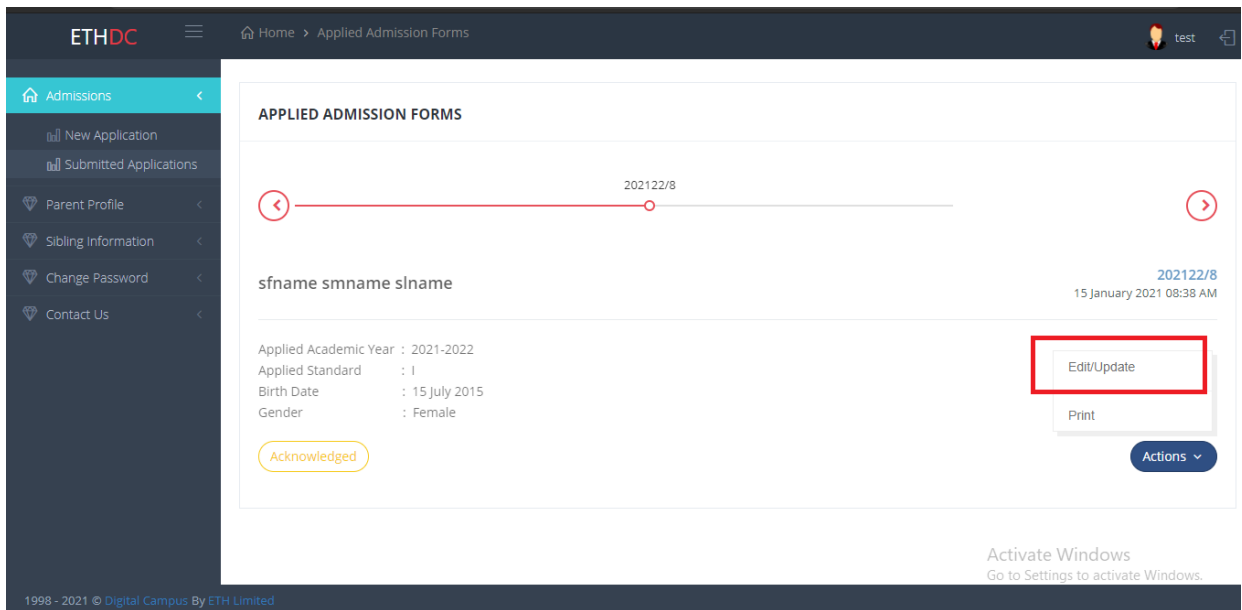 ETHDC
Home > Applied Admission Forms
test
Admissions
New Application
Submitted Applications
Parent Profile
Sibling Information
Change Password
Contact Us
APPLIED ADMISSION FORMS
202122/8
sfname smname slname
202122/8
15 January 2021 08:38 AM
Applied Academic Year : 2021-2022
Applied Standard : I
Birth Date : 15 July 2015
Gender : Female
Edit/Update
Print
Acknowledged
Actions
Activate Windows
Go to Settings to activate Windows.
1998 - 2021 © Digital Campus By ETH Limited